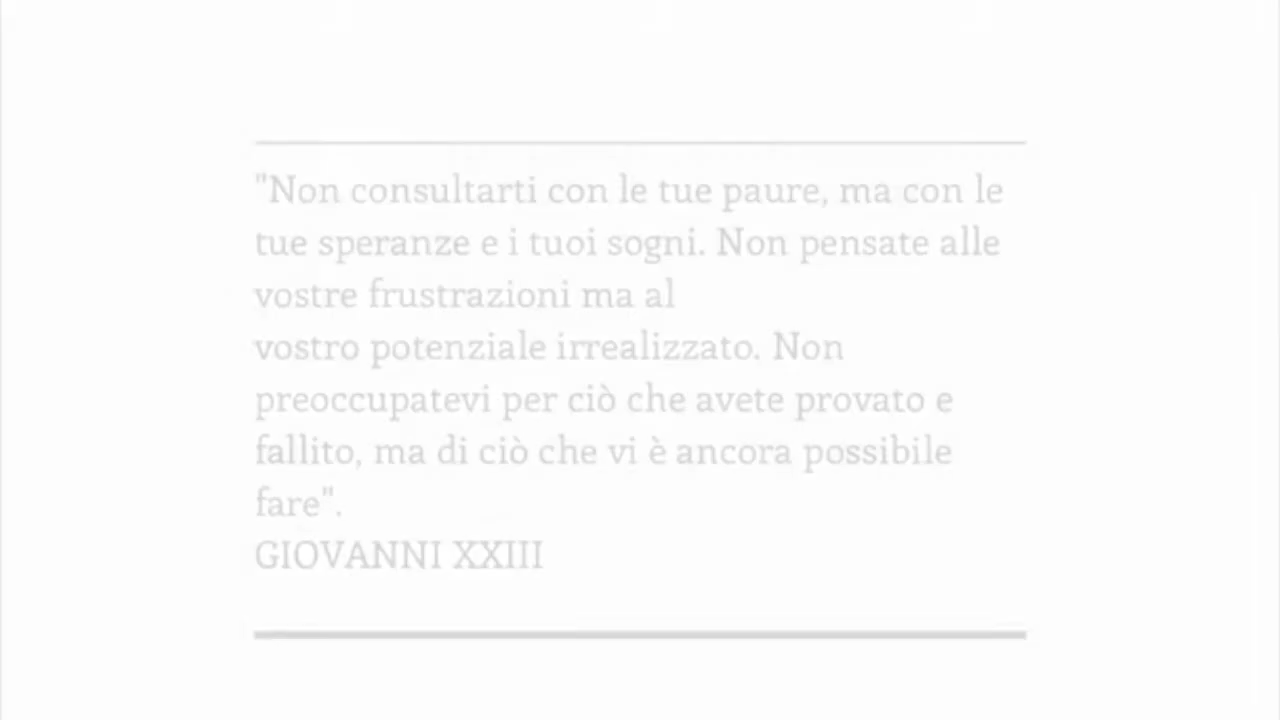 "Non consultarti con le tue paure, ma con le
tue speranze e i tuoi sogni. Non pensate alle
vostre frustrazioni ma al
vostro potenziale irrealizzato. Non
preoccupatevi per ciò che avete provato e
fallito, ma di ciò che vi è ancora possibile
fare".
GIOVANNI XXIII